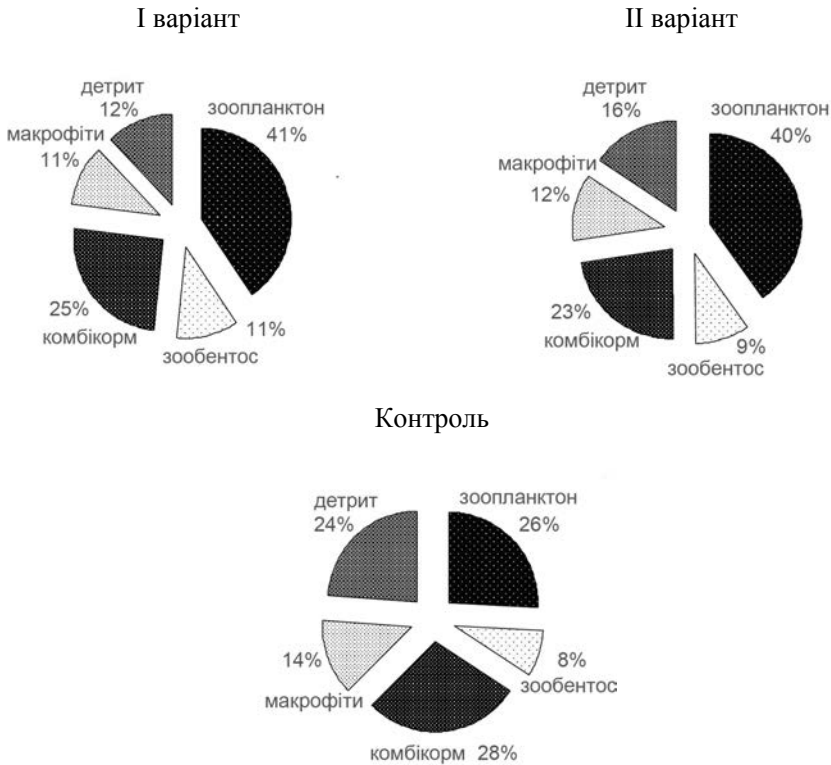 І варіант
ІІ варіант
детрит
12%
зоопланктон
41%
макрофіти
11%
25%
комбікорм
11%
зообентос
детрит
16%
зоопланктон
40%
макрофіти
12%
23%
комбікорм
9%
зообентос
Контроль
детрит
24%
зоопланктон
26%
14%
макрофіти
8%
зообентос
комбікорм 28%